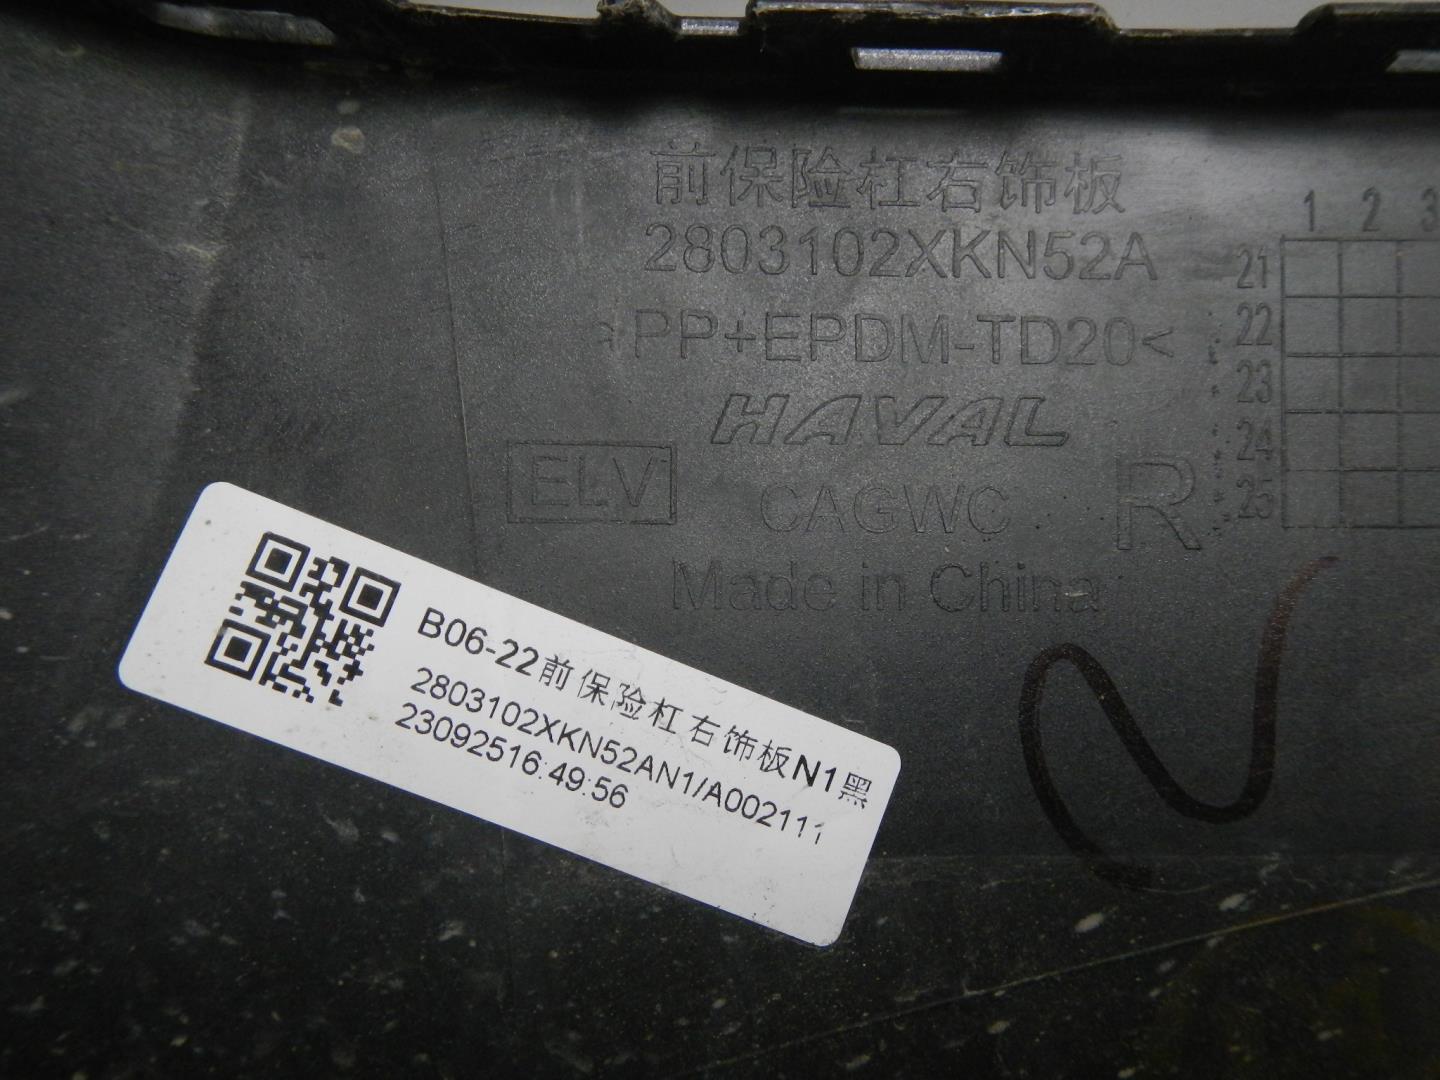 前保险杠右饰板
2803102XKN52A
PP+EPDM-TD20<
HAVAL
ELV
CAGWC
R
Made in China
1 2 3
21
22
23
24
25
B06-22前保险杠右饰板N1黑
2803102XKN52AN1/A002111
23092516:49:56